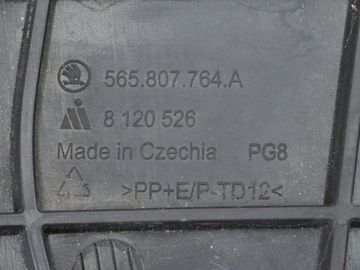 565.807.764.A
8 120 526
Made in Czechia PG8
>PP+E/P-TD12<